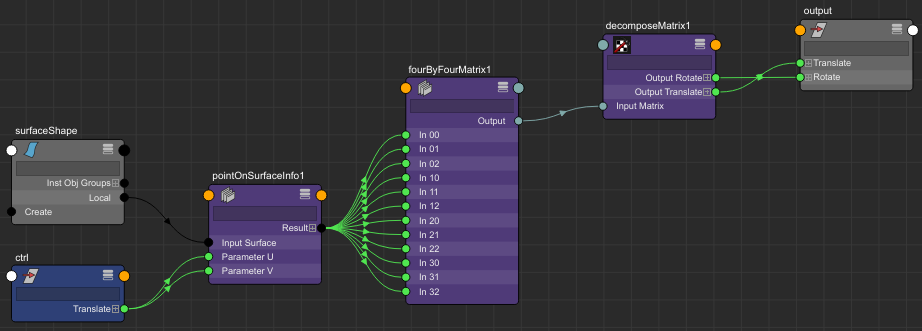 surfaceShape
Inst Obj Groups
Local
Create
ctrl
Translate
pointOnSurfaceInfo1
Result
Input Surface
Parameter U
Parameter V
fourByFourMatrix1
Output
In 00
In 01
In 02
In 10
In 11
In 12
In 20
In 21
In 22
In 30
In 31
In 32
decomposeMatrix1
Output Rotate
Output Translate
Input Matrix
output
Translate
Rotate